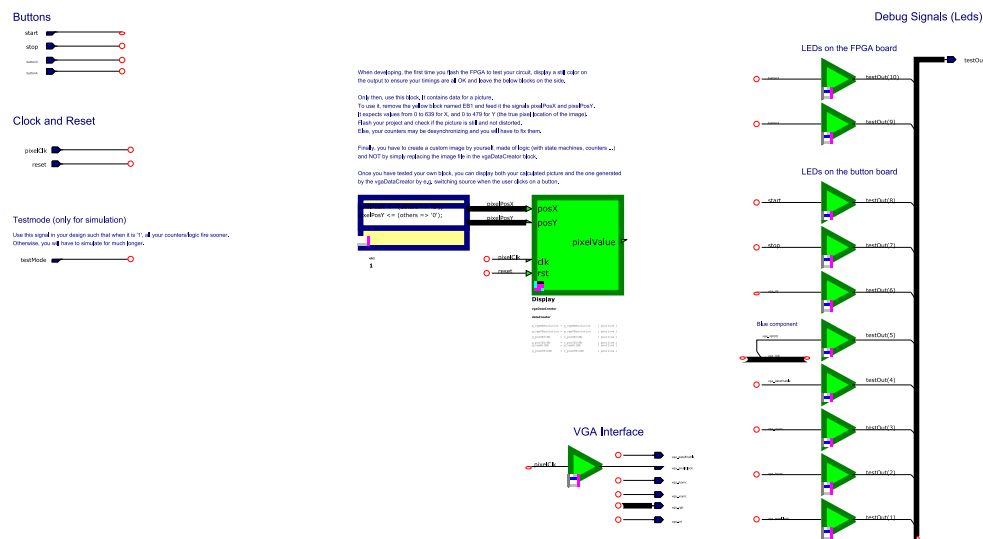 Buttons
start
stop
Clock and Reset
pixelClk
reset
Testmode (only for simulation)
Use this signal in your design such that when it is '1', all your counters/logic fire sooner.
Otherwise, you will have to simulate for much longer.
testMode
When developing, the first time you flash the FPGA to test your circuit, display a still color on
the output to ensure your timings are all OK and leave the below blocks on the side.
Only then, use this block. It contains data for a picture.
To use it, remove the yellow block named EB1 and feed it the signals pixelPosX and pixelPosY.
It expects values from 0 to 639 for X, and 0 to 479 for Y (the true pixel location of the image).
Flash your project and check if the picture is still and not distorted.
Else, your counters may be desynchronizing and you will have to fix them.
Finally, you have to create a custom image by yourself, made of logic (with state machines, counters ...)
and NOT by simply replacing the image file in the vgaDataCreator block.
Once you have tested your own block, you can display both your calculated picture and the one generated
by the vgaDataCreator by e.g. switching source when the user clicks on a button.
pixelPosY <= (others => '0');
1
pixelPosX
pixelPosY
pixelClk
reset
posX
posY
pixelValue
clk
rst
Display
vgaDataCreator
dataCreator
VGA Interface
pixelClk
Debug Signals (Leds)
LEDs on the FPGA board
testOut(10)
testOut(9)
testOu
LEDs on the button board
start
testOut(8)
stop
testOut(7)
testOut(6)
Blue component
testOut(5)
testOut(4)
testOut(3)
testOut(2)
testOut(1)